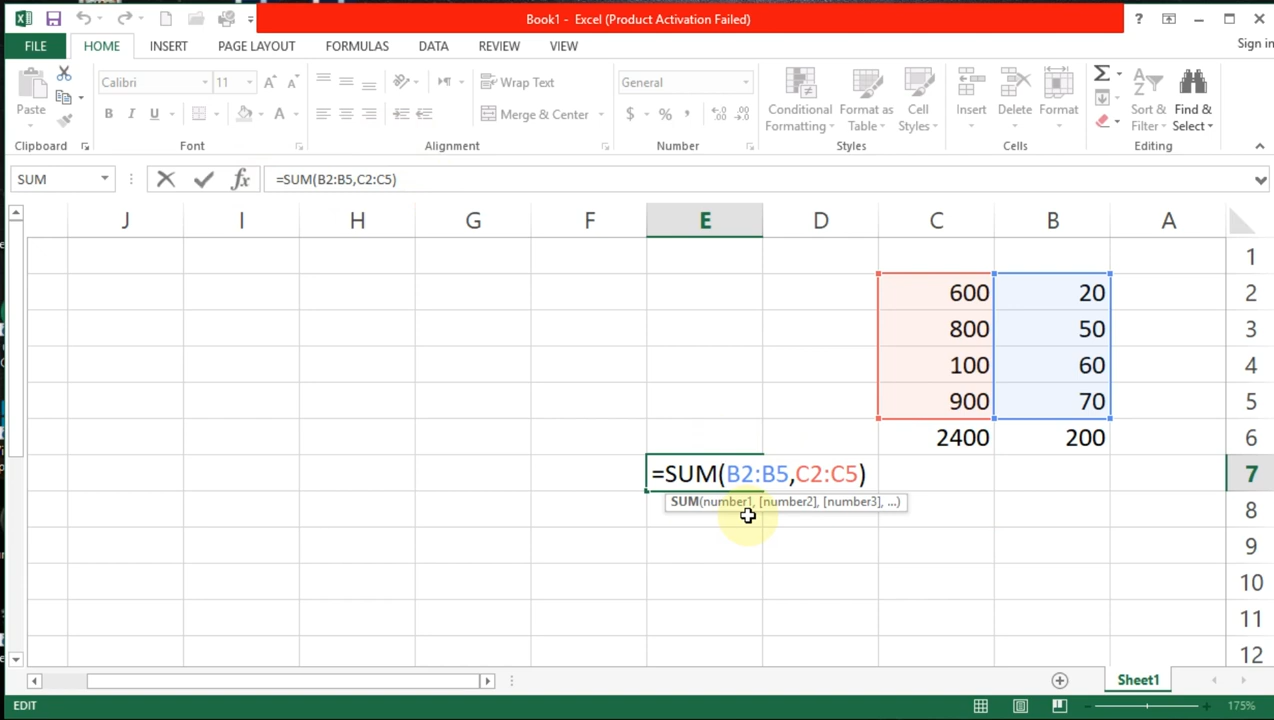 Book1 - Excel (Product Activation Failed)
?
FILE HOME INSERT PAGE LAYOUT FORMULAS DATA REVIEW VIEW
Sign in
Paste
Calibri 11
B I U
Wrap Text
Merge & Center
General
$ % ,
Conditional Formatting
Format as Table
Cell Styles
Insert
Delete
Format
Sort & Filter
Find & Select
Clipboard Font Alignment Number Styles Cells Editing
SUM
fx
=SUM(B2:B5,C2:C5)
J I H G F E D C B A
1
600 20 2
800 50 3
100 60 4
900 70 5
2400 200 6
=SUM(B2:B5,C2:C5) 7
SUM(number1, [number2], [number3], ...) 8
9
10
11
12
Sheet1
EDIT
175%